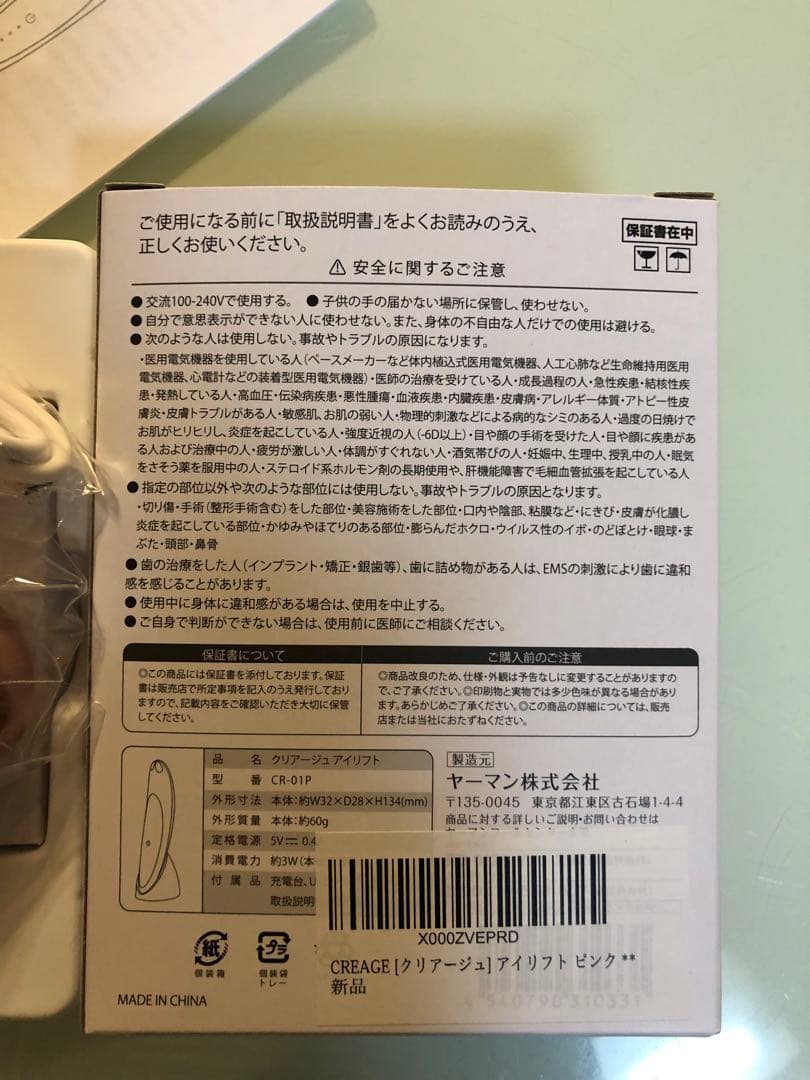 ご使用になる前に「取扱説明書」をよくお読みのうえ、
正しくお使いください。
保証書在中
安全に関するご注意
●交流100-240Vで使用する。 ●子供の手の届かない場所に保管し、使わせない。
●自分で意思表示ができない人に使わせない。また、身体の不自由な人だけでの使用は避ける。
●次のような人は使用しない。事故やトラブルの原因になります。
・医用電気機器を使用している人（ペースメーカーなど体内植込式医用電気機器、人工心肺など生命維持用医用
電気機器、心電計などの装着型医用電気機器）・医師の治療を受けている人・成長過程の人・急性疾患・結核性疾
患・発熱している人・高血圧・伝染病疾患・悪性腫瘍・血液疾患・内臓疾患・皮膚病・アレルギー体質・アトピー性皮
膚炎・皮膚トラブルがある人・敏感肌、お肌の弱い人・物理的刺激などによる病的なシミのある人・過度の日焼けで
お肌がヒリヒリし、炎症を起こしている人・強度近視の人（-6D以上）・目や顔の手術を受けた人・目や顔に疾患があ
る人および治療中の人・疲労が激しい人・体調がすぐれない人・酒気帯びの人・妊娠中、生理中、授乳中の人・眠気
をさそう薬を服用中の人・ステロイド系ホルモン剤の長期使用や、肝機能障害で毛細血管拡張を起こしている人
●指定の部位以外や次のような部位には使用しない。事故やトラブルの原因となります。
・切り傷・手術（整形手術含む）をした部位・美容施術をした部位・口内や陰部、粘膜など・にきび・皮膚が化膿し
炎症を起こしている部位・かゆみやほてりのある部位・膨らんだホクロ・ウイルス性のイボ・のどぼとけ・眼球・ま
ぶた・頭部・鼻骨
●歯の治療をした人（インプラント・矯正・銀歯等）、歯に詰め物がある人は、EMSの刺激により歯に違和
感を感じることがあります。
●使用中に身体に違和感がある場合は、使用を中止する。
●ご自身で判断ができない場合は、使用前に医師にご相談ください。
保証書について
◎この商品には保証書を添付しております。保証
書は販売店で所定事項を記入のうえ発行しており
ますので、記載内容をご確認いただき大切に保管
してください。
ご購入前のご注意
◎商品改良のため、仕様・外観は予告なしに変更することがありますの
で、ご了承ください。◎印刷物と実物では多少色味が異なる場合があり
ます。あらかじめご了承ください。◎この商品の詳細については、販売
店または当社におたずねください。
品 名 クリアージュ アイリフト
型 番 CR-01P
外形寸法 本体：約W32×D28×H134(mm)
外形質量 本体：約60g
定格電源 5V⎓0.4
消費電力 約3W（本
付属品 充電台、U
取扱説明
製造元
ヤーマン株式会社
〒135-0045 東京都江東区古石場1-4-4
商品に対する詳しいご説明・お問い合わせは
X000ZVEPRD
CREAGE [クリアージュ] アイリフト ピンク **
新品
紙
個装箱
プラ
個装袋
トレー
MADE IN CHINA